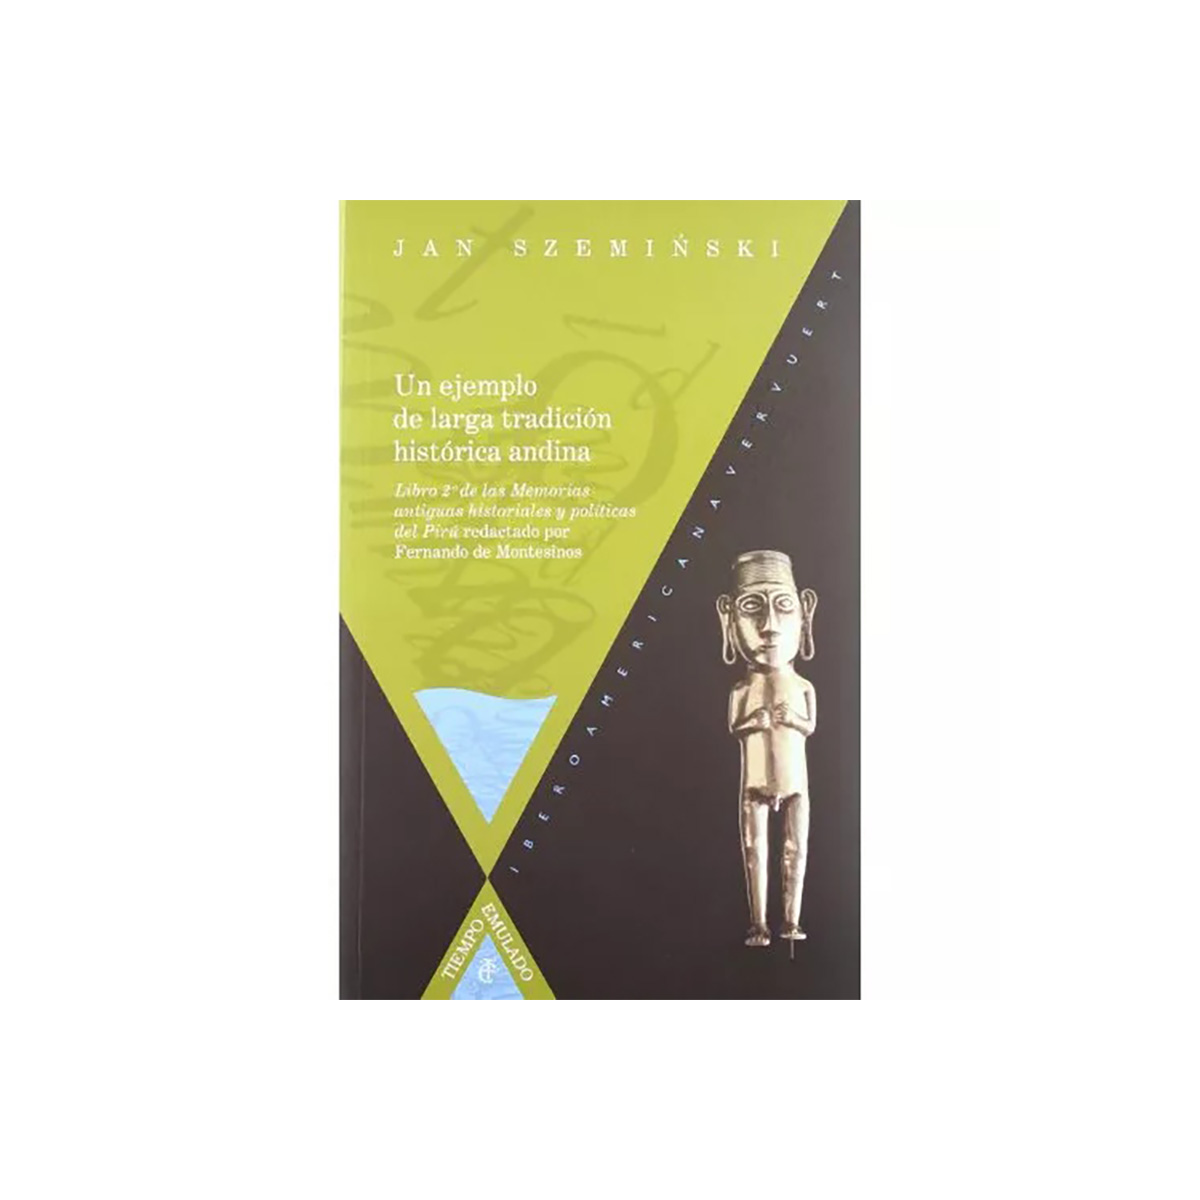 JAN SZEMIŃSKI
Un ejemplo
de larga tradición
histórica andina
Libro 2º de las Memorias
antiguas historiales y políticas
del Pirú redactado por
Fernando de Montesinos
IBEROAMERICANA VERVUERT
TIEMPO
EMULADO